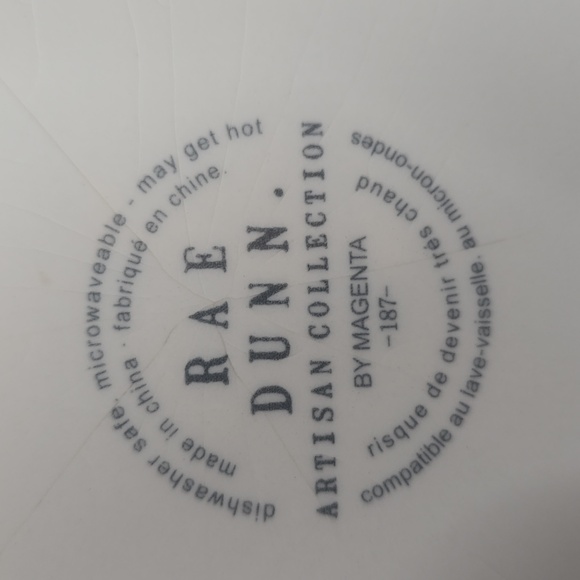 dishwasher safe. microwaveable - may get hot
made in china · fabriqué en chine.
RAE
DUNN.
ARTISAN COLLECTION
BY MAGENTA
-187-
risque de devenir très chaud
compatible au lave-vaisselle. au micron-ondes